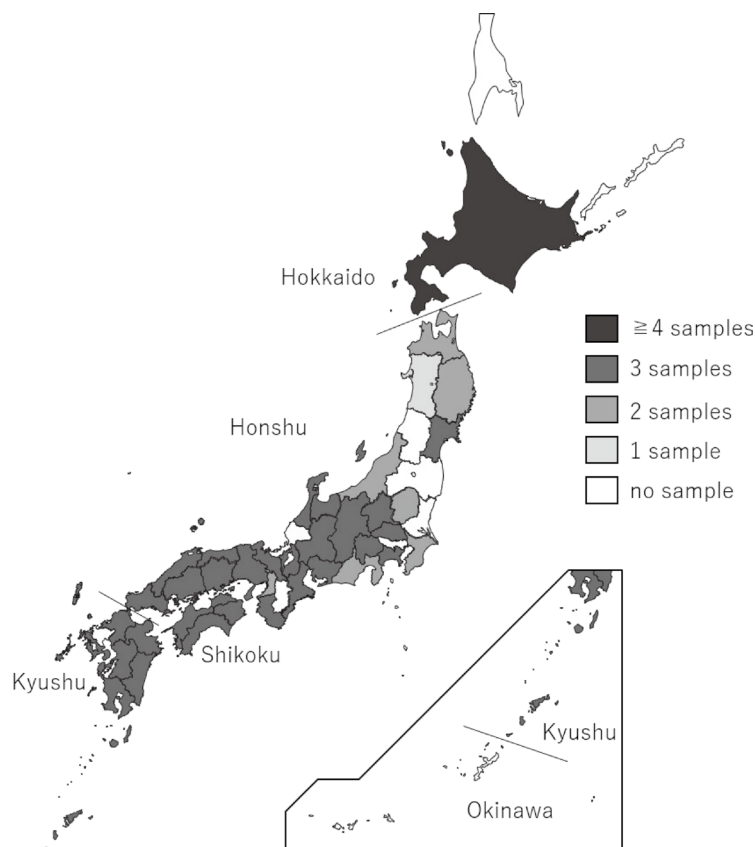 Hokkaido
≧4 samples
3 samples
2 samples
Honshu
1 sample
no sample
Shikoku
Kyushu
Kyushu
Okinawa